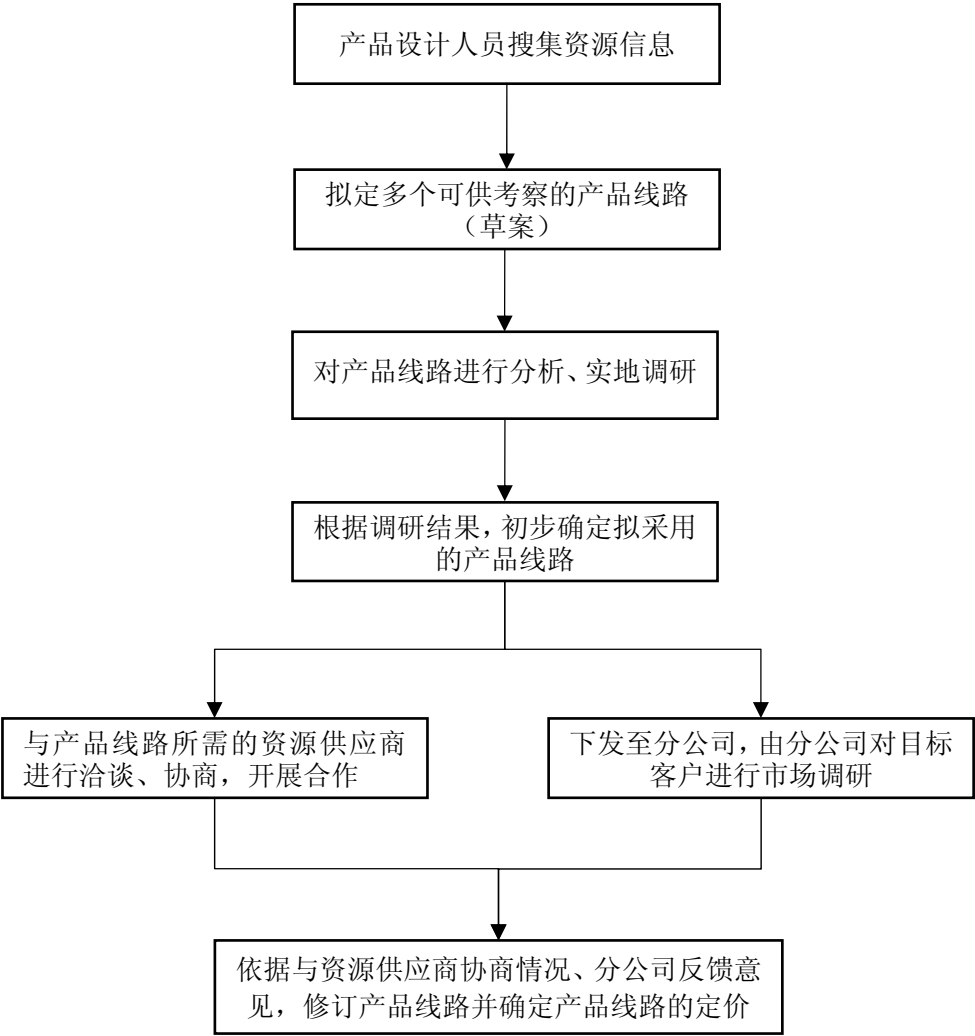 产品设计人员搜集资源信息
拟定多个可供考察的产品线路
（草案）
对产品线路进行分析、实地调研
根据调研结果，初步确定拟采用
的产品线路
与产品线路所需的资源供应商
进行洽谈、协商，开展合作
下发至分公司，由分公司对目标
客户进行市场调研
依据与资源供应商协商情况、分公司反馈意
见，修订产品线路并确定产品线路的定价